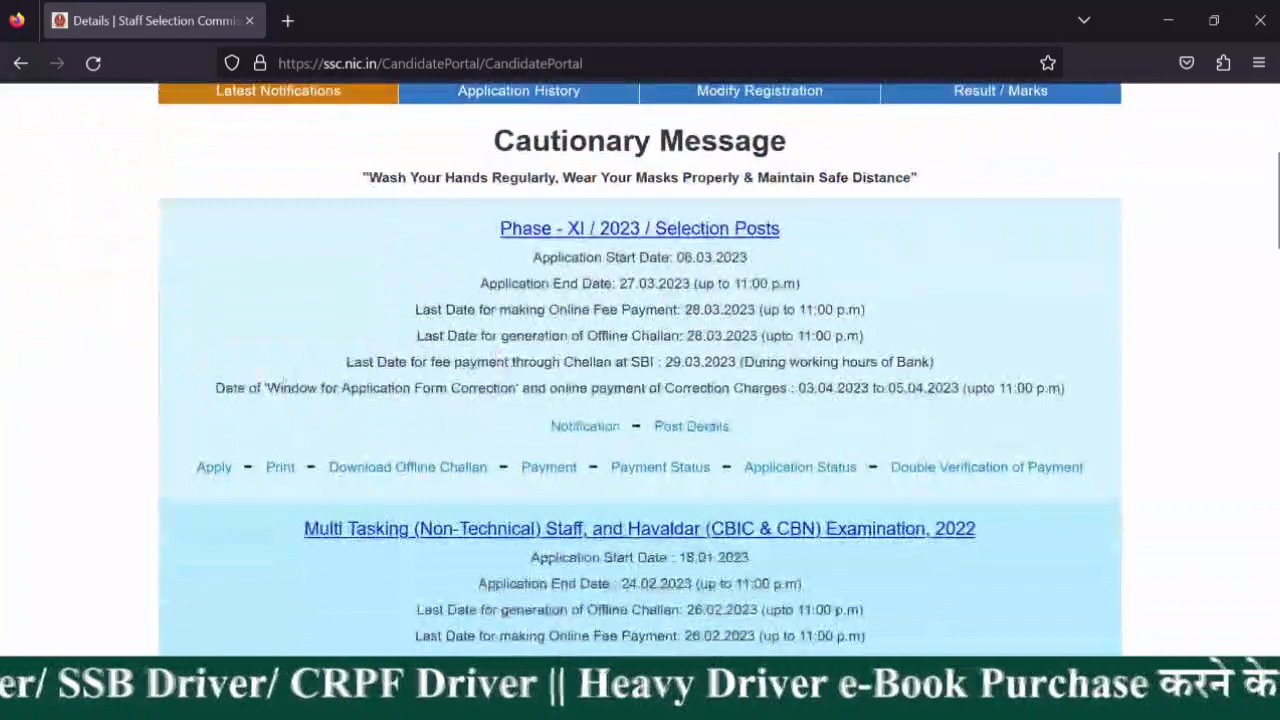 Details | Staff Selection Commis
https://ssc.nic.in/CandidatePortal/CandidatePortal
Latest Notifications Application History Modify Registration Result / Marks
Cautionary Message
"Wash Your Hands Regularly, Wear Your Masks Properly & Maintain Safe Distance"
Phase - XI / 2023 / Selection Posts
Application Start Date: 06.03.2023
Application End Date: 27.03.2023 (up to 11:00 p.m)
Last Date for making Online Fee Payment: 28.03.2023 (up to 11:00 p.m)
Last Date for generation of Offline Challan: 28.03.2023 (upto 11:00 p.m)
Last Date for fee payment through Challan at SBI : 29.03.2023 (During working hours of Bank)
Date of 'Window for Application Form Correction' and online payment of Correction Charges : 03.04.2023 to 05.04.2023 (upto 11:00 p.m)
Notification - Post Details
Apply - Print - Download Offline Challan - Payment - Payment Status - Application Status - Double Verification of Payment
Multi Tasking (Non-Technical) Staff, and Havaldar (CBIC & CBN) Examination, 2022
Application Start Date : 18.01.2023
Application End Date : 24.02.2023 (up to 11:00 p.m)
Last Date for generation of Offline Challan: 26.02.2023 (upto 11:00 p.m)
Last Date for making Online Fee Payment: 26.02.2023 (up to 11:00 p.m)
er/ SSB Driver/ CRPF Driver || Heavy Driver e-Book Purchase करने के